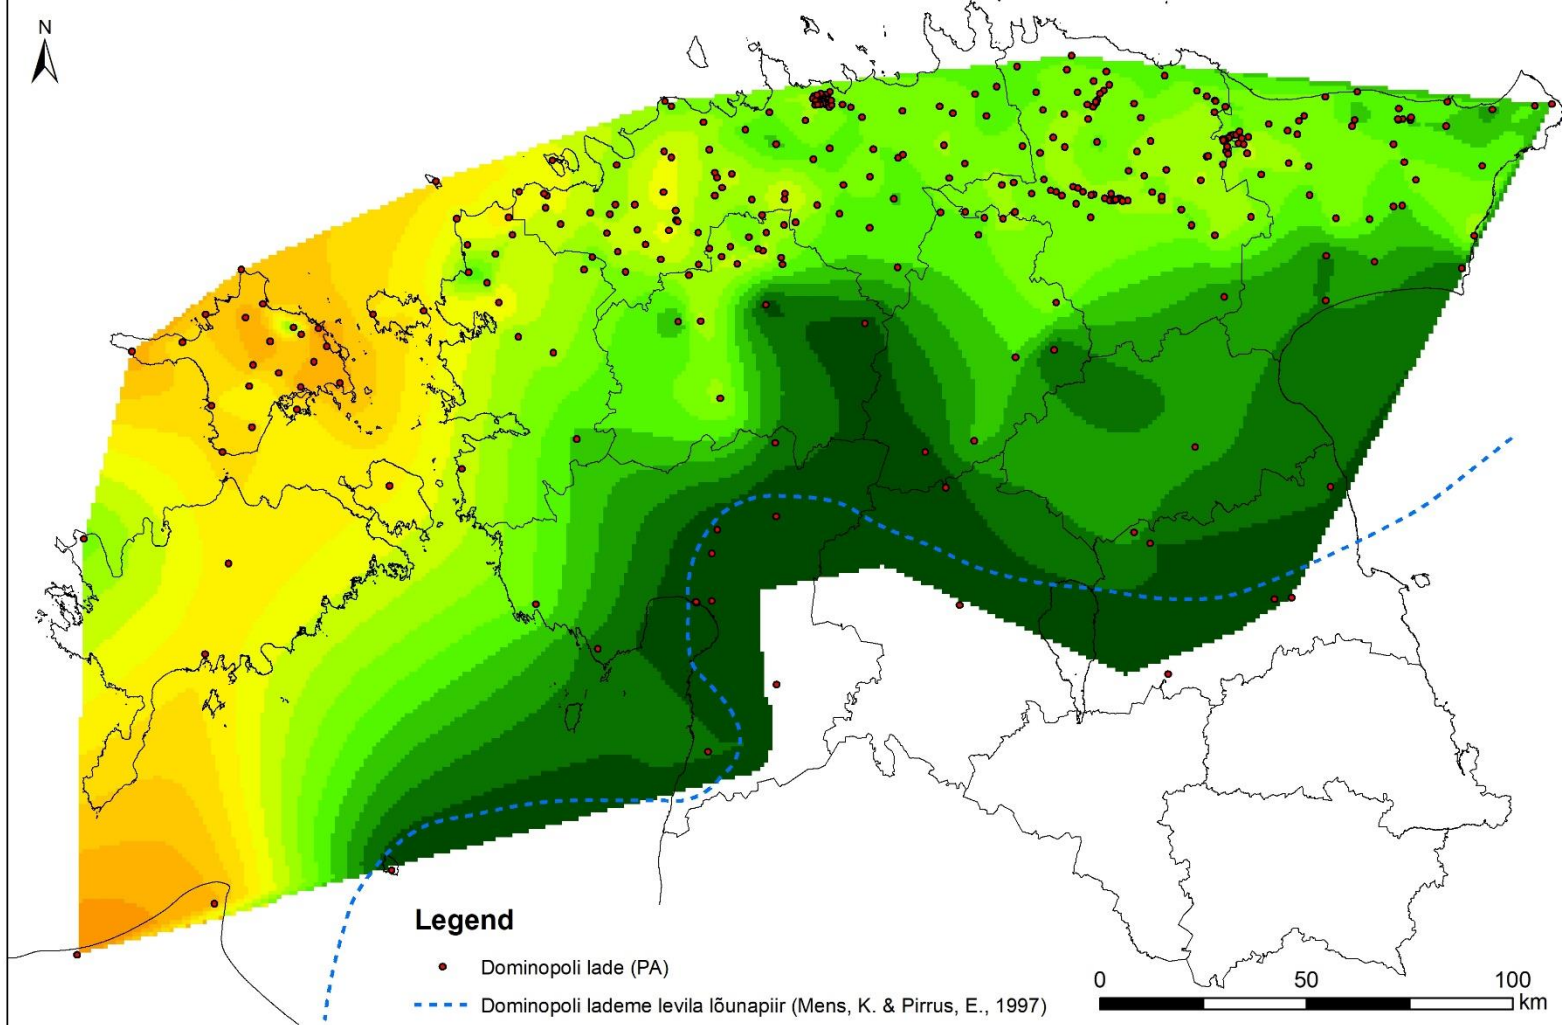 N
Legend
Dominopoli lade (PA)
Dominopoli lademe levila lõunapiir (Mens, K. & Pirrus, E., 1997)
0 50 100
km